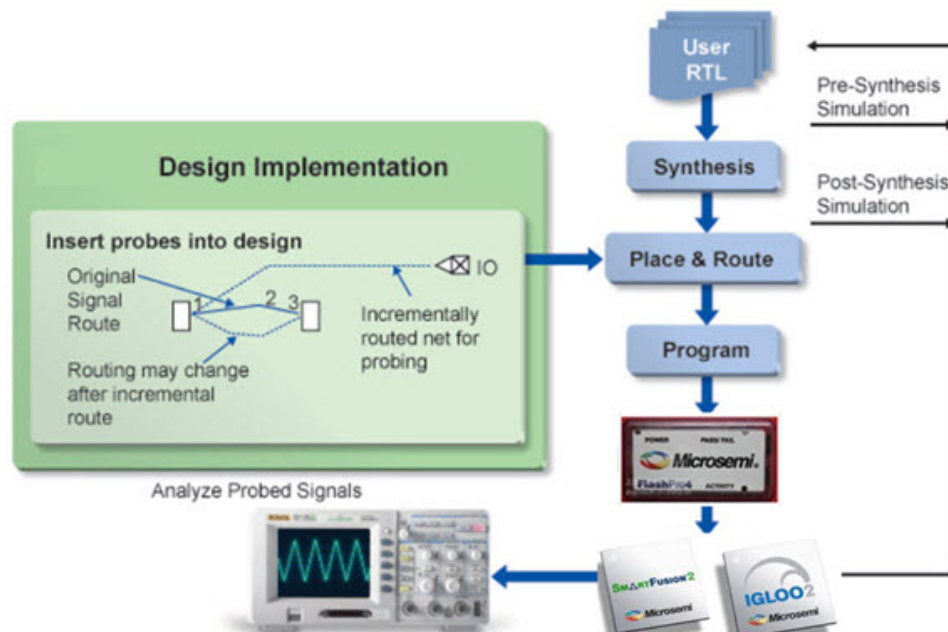 User
RTL
Pre-Synthesis
Simulation
Synthesis
Post-Synthesis
Simulation
Place & Route
Program
Design Implementation
Insert probes into design
Original
Signal
Route
1
2
3
IO
Incrementally
routed net for
probing
Routing may change
after incremental
route
POWER
PASS/FAIL
Microsemi
FlashPro4
ACTIVITY
Analyze Probed Signals
SMARTFUSION2
Microsemi
IGLOO2
Microsemi